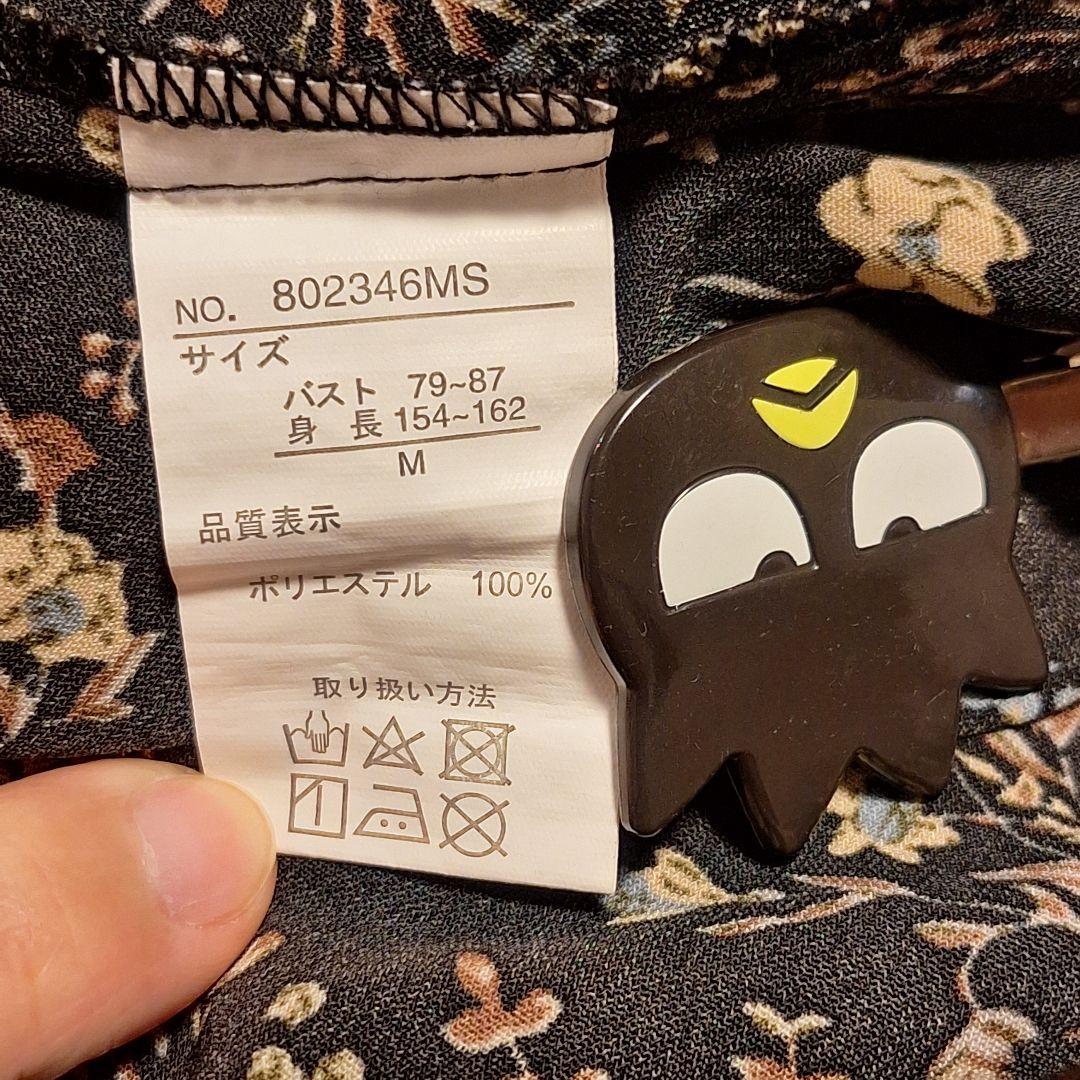 NO. 802346MS
サイズ
バスト 79~87
身 長 154~162
M
品質表示
ポリエステル 100%
取り扱い方法